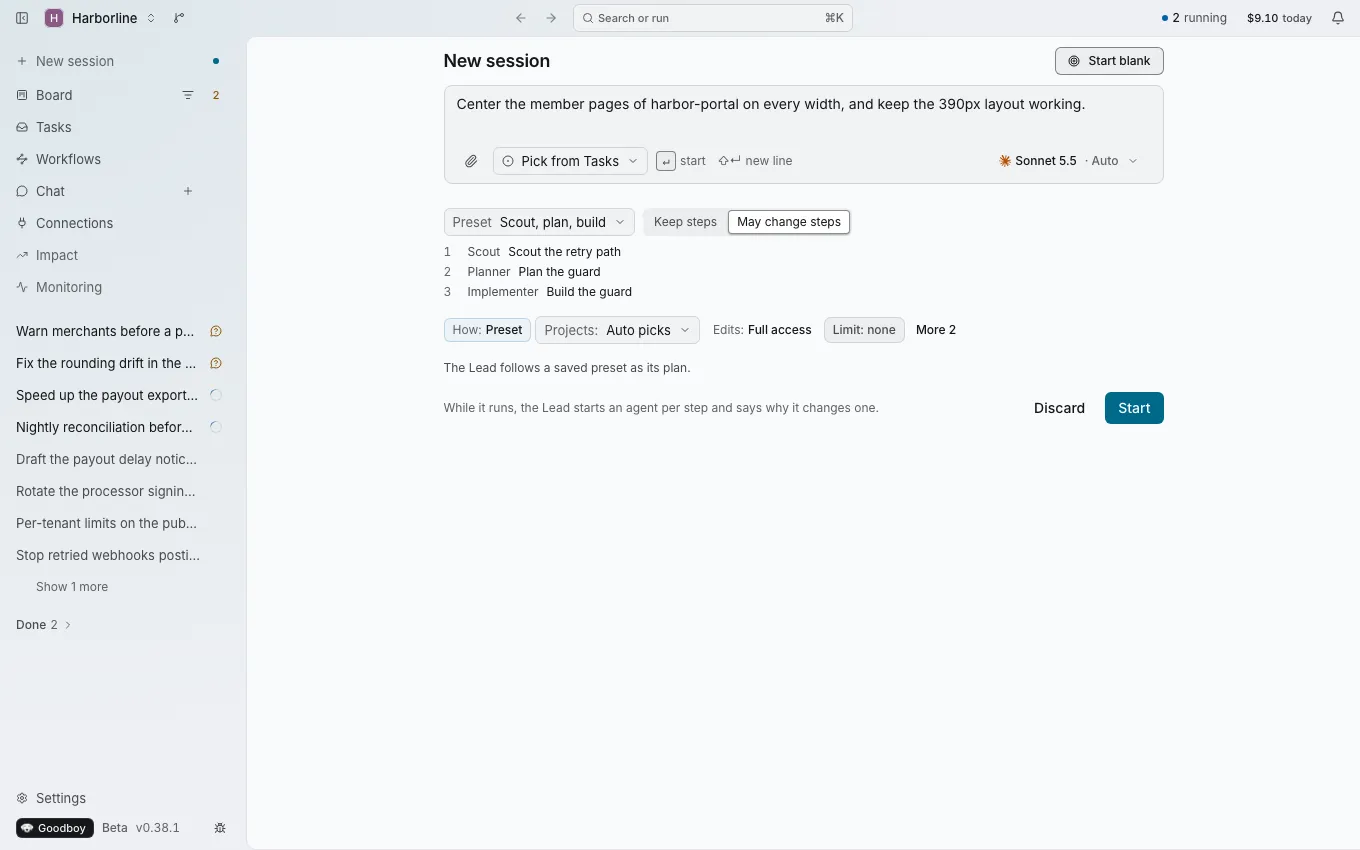 Harborline
Search or run
⌘K
2 running
$9.10 today
New session
Board
2
Tasks
Workflows
Chat
Connections
Impact
Monitoring
Warn merchants before a p...
Fix the rounding drift in the ...
Speed up the payout export...
Nightly reconciliation befor...
Draft the payout delay notic...
Rotate the processor signin...
Per-tenant limits on the pub...
Stop retried webhooks posti...
Show 1 more
Done 2
Settings
Goodboy Beta v0.38.1
New session
Start blank
Center the member pages of harbor-portal on every width, and keep the 390px layout working.
Pick from Tasks
start
new line
Sonnet 5.5 · Auto
Preset Scout, plan, build
Keep steps
May change steps
1 Scout Scout the retry path
2 Planner Plan the guard
3 Implementer Build the guard
How: Preset
Projects: Auto picks
Edits: Full access
Limit: none
More 2
The Lead follows a saved preset as its plan.
While it runs, the Lead starts an agent per step and says why it changes one.
Discard
Start